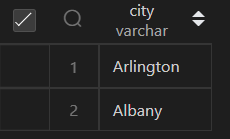 city
varchar
1 Arlington
2 Albany